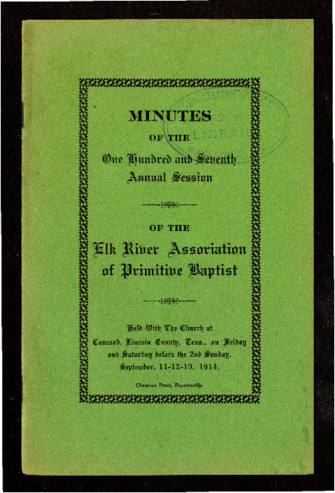 MINUTES
OF THE
One Hundred and Seventh
Annual Session
OF THE
Elk River Association
of Primitive Baptist
Held With The Church at
Concord, Lincoln County, Tenn., on Friday
and Saturday before the 2nd Sunday,
September, 11-12-13, 1914.
Observer Print, Fayetteville